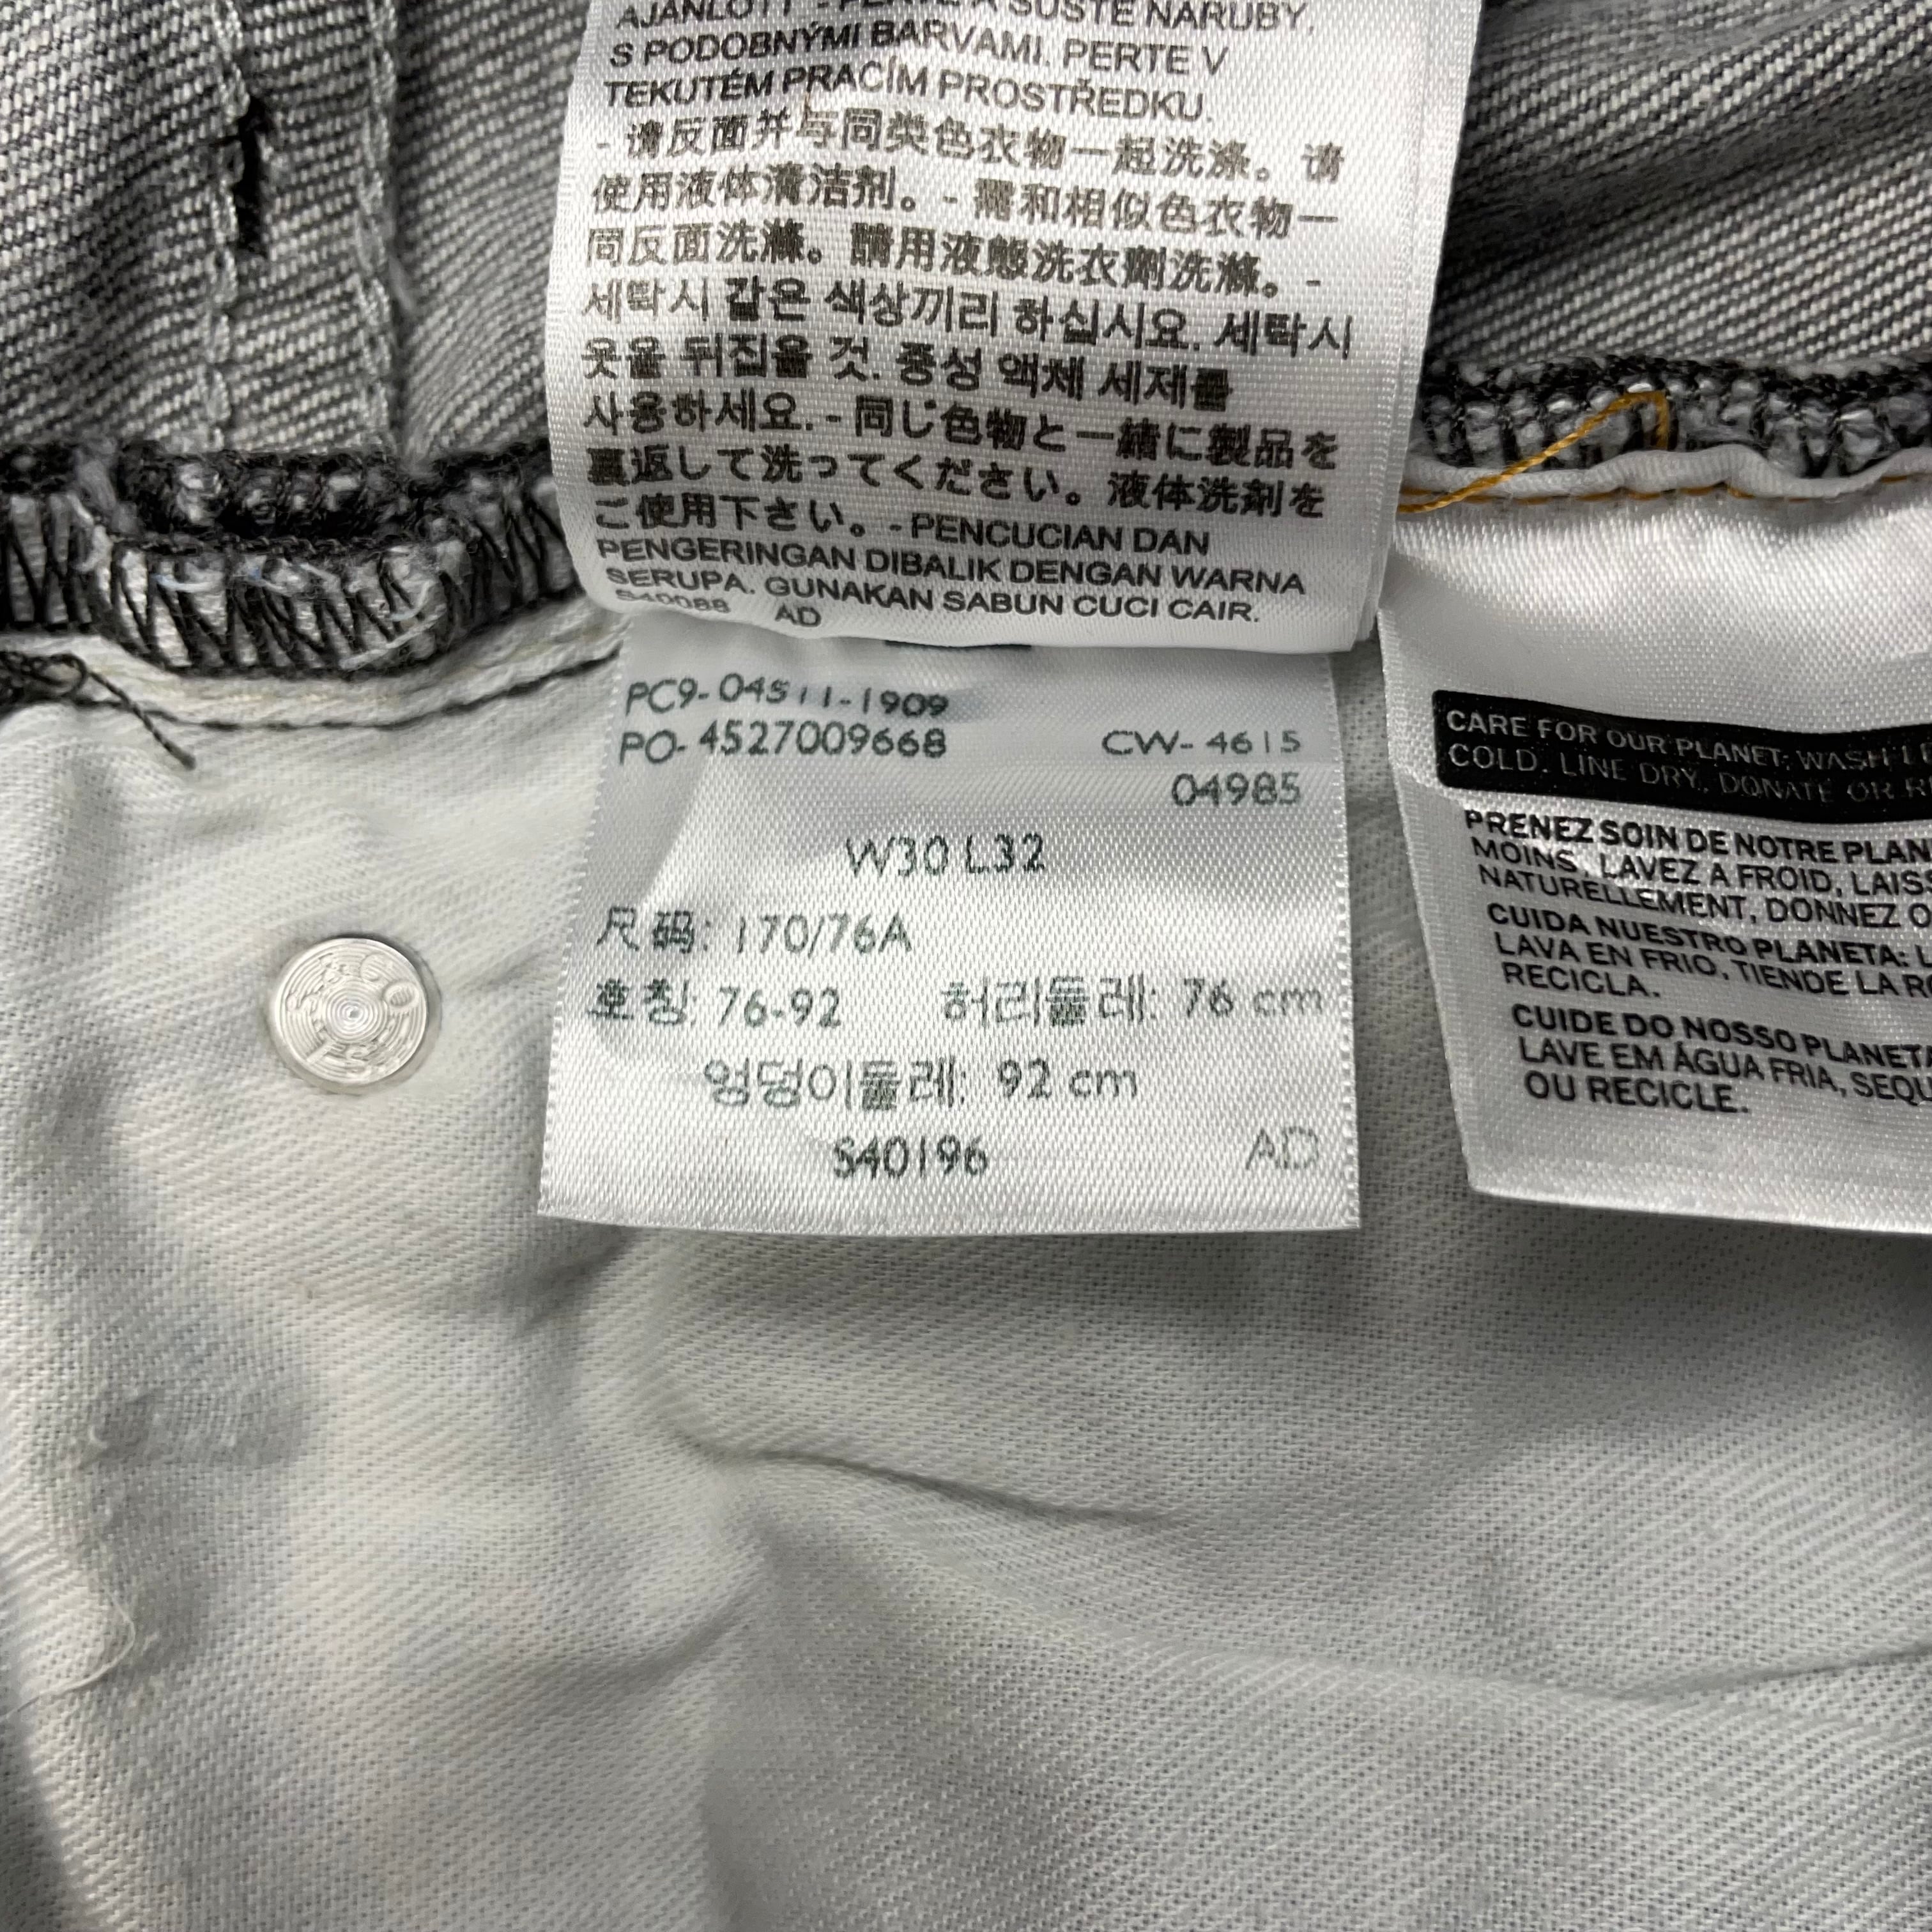 AJÁNLOTT - PERTE A SUŠTE NARUBY,
S PODOBNÝMI BARVAMI. PERTE V
TEKUTÉM PRACÍM PROSTŘEDKU.
- 请反面并与同类色衣物一起洗涤。请
使用液体清洁剂。- 需和相似色衣物一
同反面洗滌。請用液態洗衣劑洗滌。-
세탁시 같은 색상끼리 하십시요. 세탁시
옷을 뒤집을 것. 중성 액체 세제를
사용하세요. - 同じ色物と一緒に製品を
裏返して洗ってください。液体洗剤を
ご使用下さい。- PENCUCIAN DAN
PENGERINGAN DIBALIK DENGAN WARNA
SERUPA. GUNAKAN SABUN CUCI CAIR.
S40088 AD
PC9-04511-1909
PO-4527009668 CW-4615
04985
W30 L32
尺码: 170/76A
호칭: 76-92 허리둘레: 76 cm
엉덩이둘레: 92 cm
S40196 AD
CARE FOR OUR PLANET: WASH
COLD, LINE DRY, DONATE OR
PRENEZ SOIN DE NOTRE
MOINS, LAVEZ A FROID,
NATURELLEMENT, DONNEZ
CUIDA NUESTRO PLANETA:
LAVA EN FRIO, TIENDE LA
RECICLA.
CUIDE DO NOSSO
LAVE EM ÁGUA FRIA,
OU RECICLE.